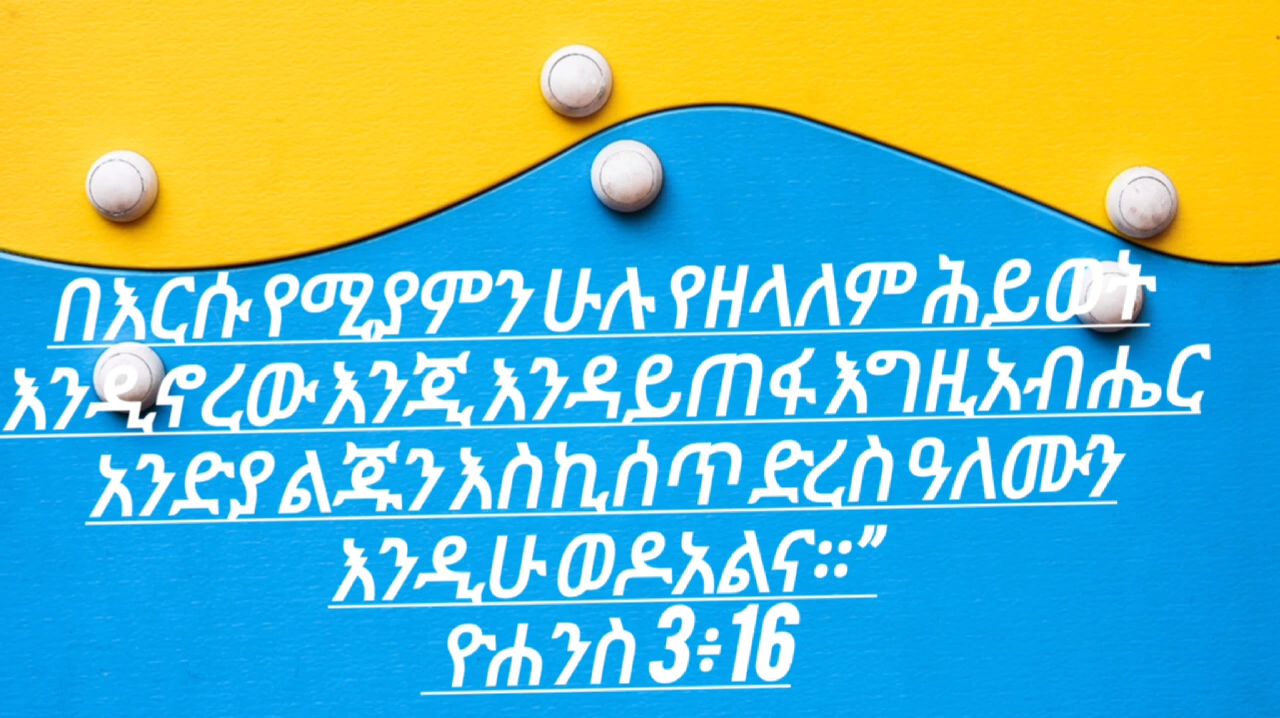 በእርሱ የሚያምን ሁሉ የዘላለም ሕይወት
እንዲኖረው እንጂ እንዳይጠፋ እግዚአብሔር
አንድያ ልጁን እስኪሰጥ ድረስ ዓለሙን
እንዲሁ ወዶአልና።”
ዮሐንስ 3፥16